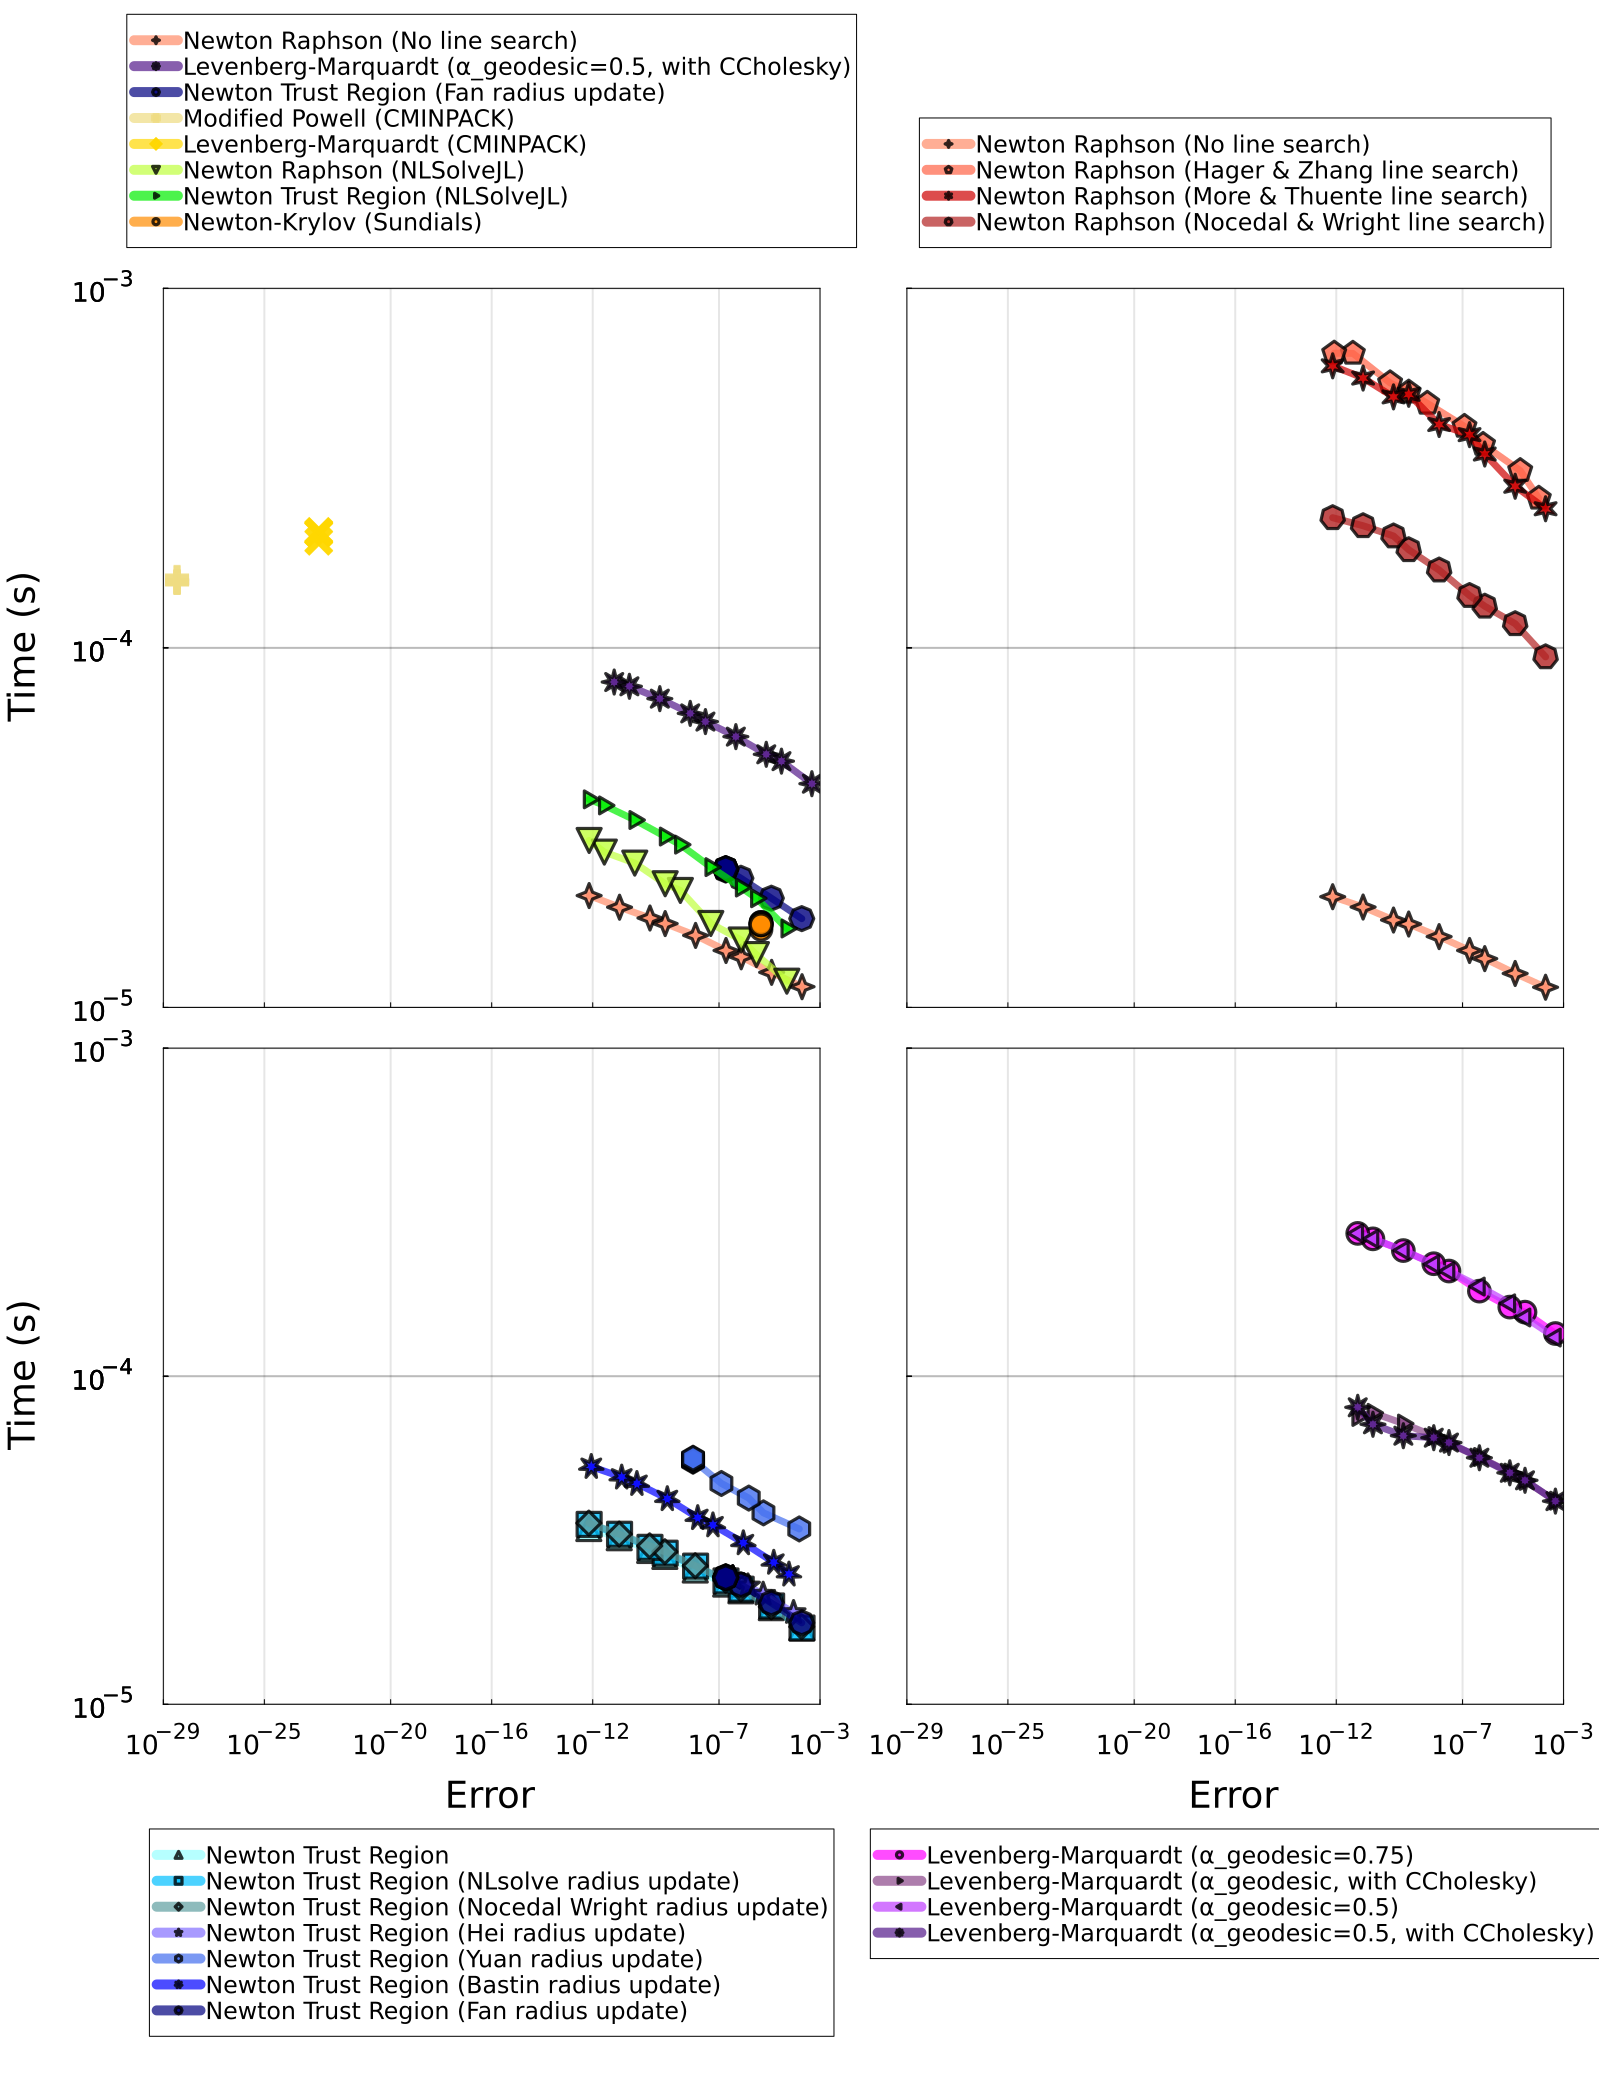 Newton Raphson (No line search)
Levenberg-Marquardt (α_geodesic=0.5, with CCholesky)
Newton Trust Region (Fan radius update)
Modified Powell (CMINPACK)
Levenberg-Marquardt (CMINPACK)
Newton Raphson (NLSolveJL)
Newton Trust Region (NLSolveJL)
Newton-Krylov (Sundials)
Newton Raphson (No line search)
Newton Raphson (Hager & Zhang line search)
Newton Raphson (More & Thuente line search)
Newton Raphson (Nocedal & Wright line search)
10⁻³
10⁻⁴
10⁻⁵
Time (s)
10⁻³
10⁻⁴
10⁻⁵
Time (s)
10⁻²⁹ 10⁻²⁵ 10⁻²⁰ 10⁻¹⁶ 10⁻¹² 10⁻⁷ 10⁻³
Error
10⁻²⁹ 10⁻²⁵ 10⁻²⁰ 10⁻¹⁶ 10⁻¹² 10⁻⁷ 10⁻³
Error
Newton Trust Region
Newton Trust Region (NLsolve radius update)
Newton Trust Region (Nocedal Wright radius update)
Newton Trust Region (Hei radius update)
Newton Trust Region (Yuan radius update)
Newton Trust Region (Bastin radius update)
Newton Trust Region (Fan radius update)
Levenberg-Marquardt (α_geodesic=0.75)
Levenberg-Marquardt (α_geodesic, with CCholesky)
Levenberg-Marquardt (α_geodesic=0.5)
Levenberg-Marquardt (α_geodesic=0.5, with CCholesky)